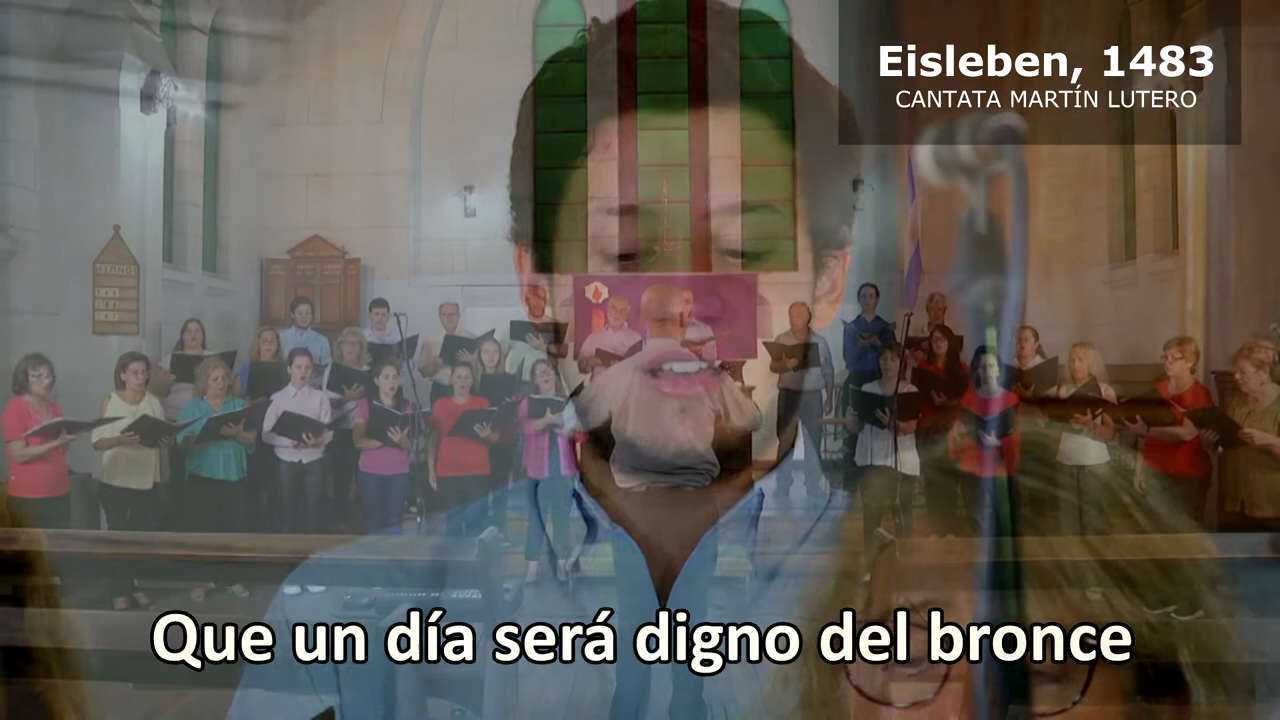 Eisleben, 1483
CANTATA MARTÍN LUTERO
Que un día será digno del bronce